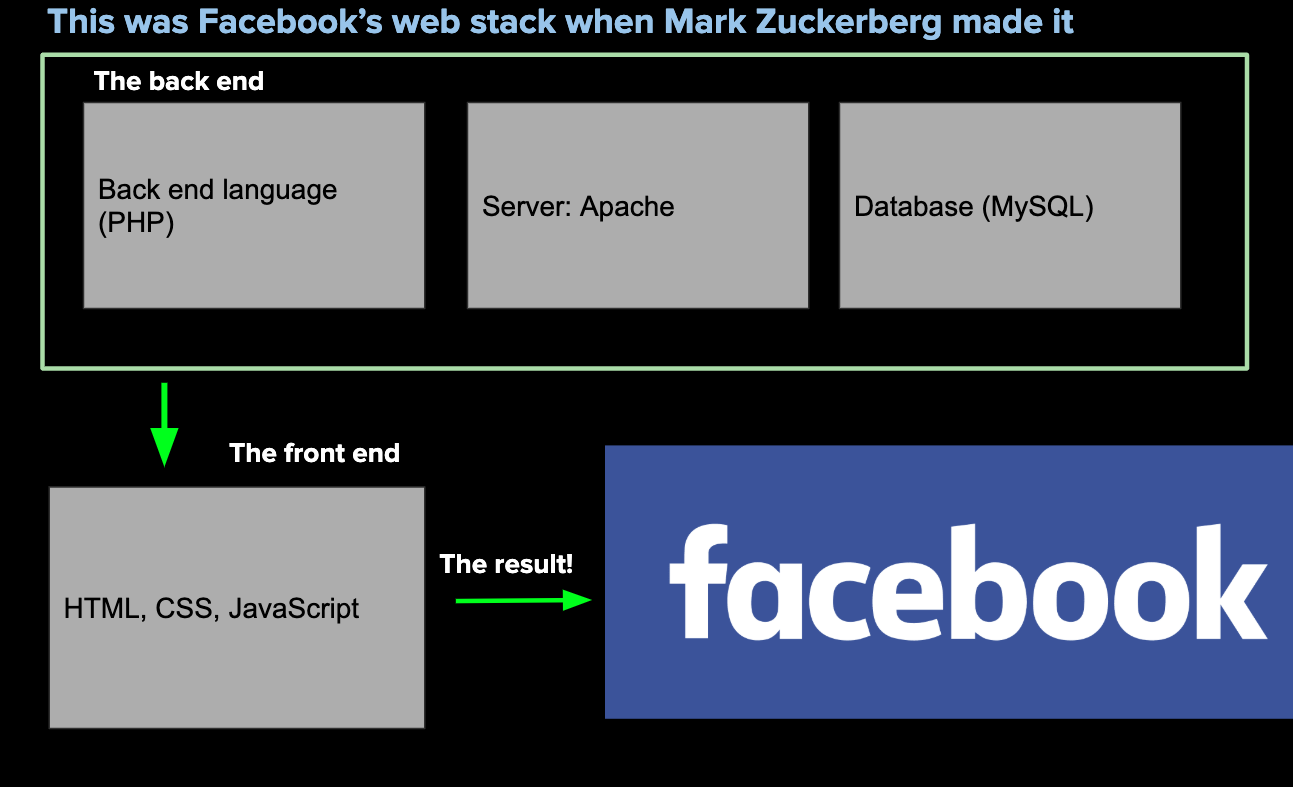 This was Facebook’s web stack when Mark Zuckerberg made it
The back end
Back end language
(PHP)
Server: Apache
Database (MySQL)
The front end
HTML, CSS, JavaScript
The result!
facebook